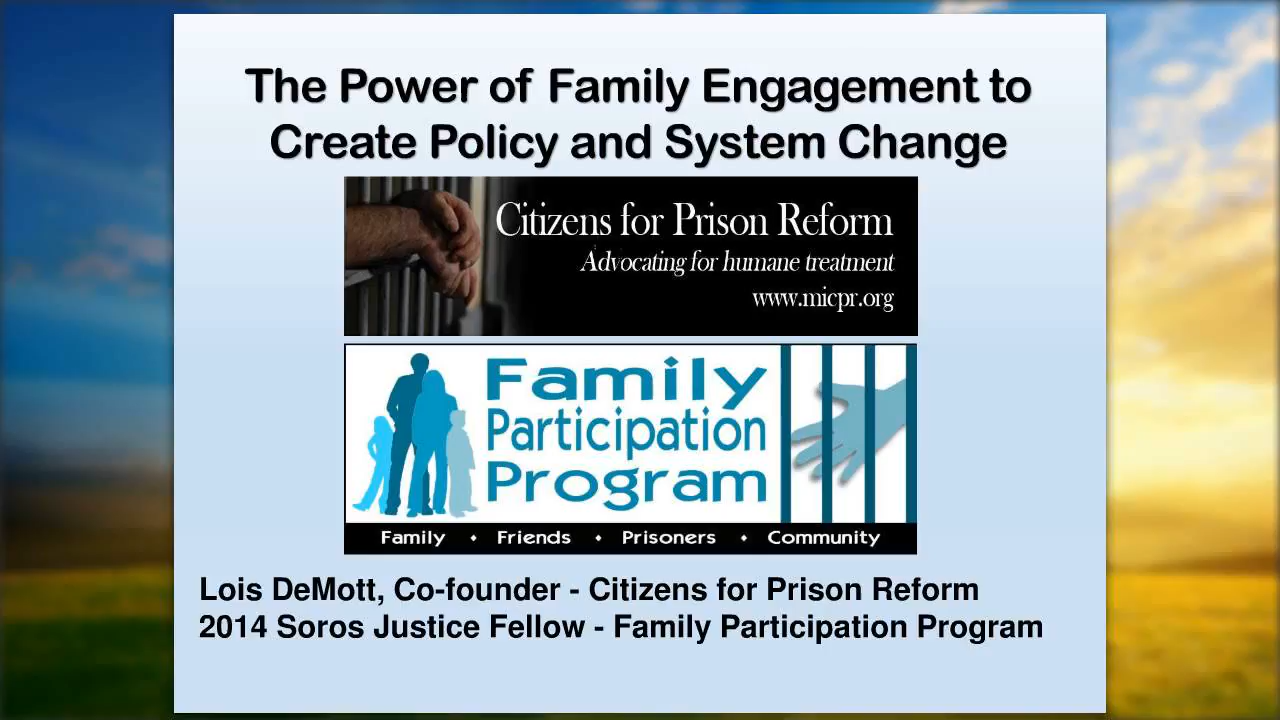 The Power of Family Engagement to
Create Policy and System Change
Citizens for Prison Reform
Advocating for humane treatment
www.micpr.org
Family
Participation
Program
Family • Friends • Prisoners • Community
Lois DeMott, Co-founder - Citizens for Prison Reform
2014 Soros Justice Fellow - Family Participation Program